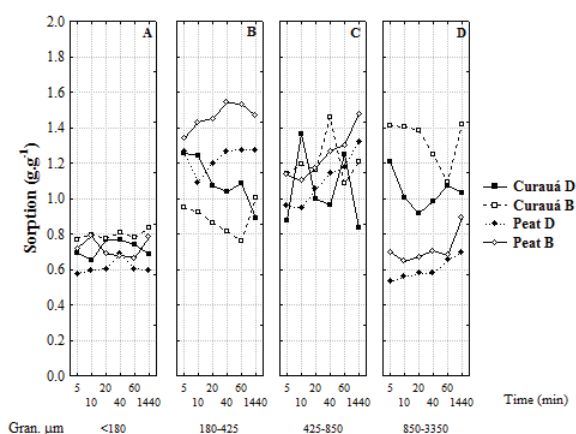 2.0
1.8
1.6
1.4
1.2
1.0
0.8
0.6
0.4
0.2
0.0
Sorption (g.g-1)
A
B
C
D
Curauá D
Curauá B
Peat D
Peat B
5 20 60 5 20 60 5 20 60 5 20 60
10 40 1440 10 40 1440 10 40 1440 10 40 1440
Time (min)
Gran. µm <180 180-425 425-850 850-3350